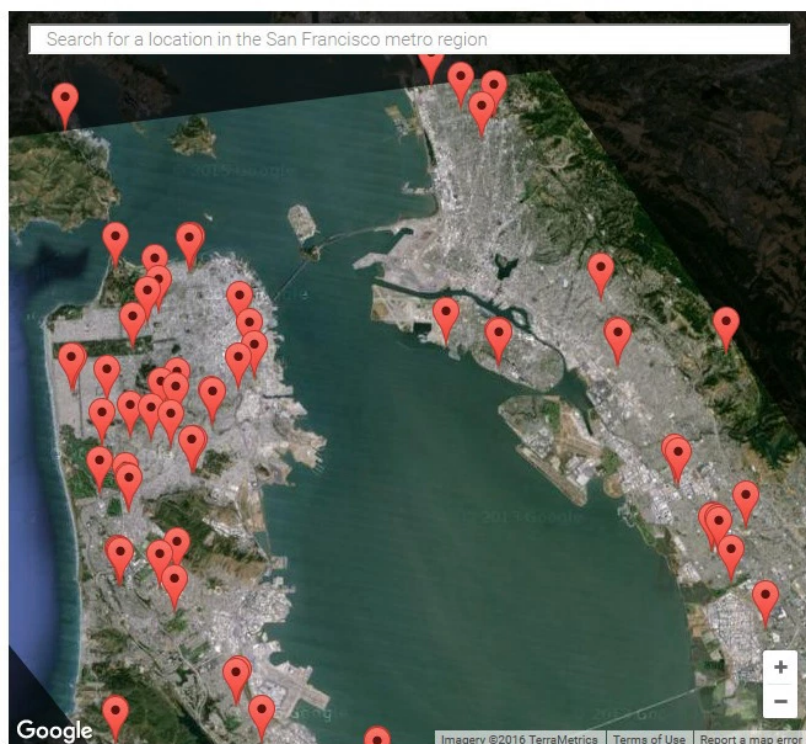 Search for a location in the San Francisco metro region
+
−
Google
Imagery ©2016 TerraMetrics
Terms of Use
Report a map error